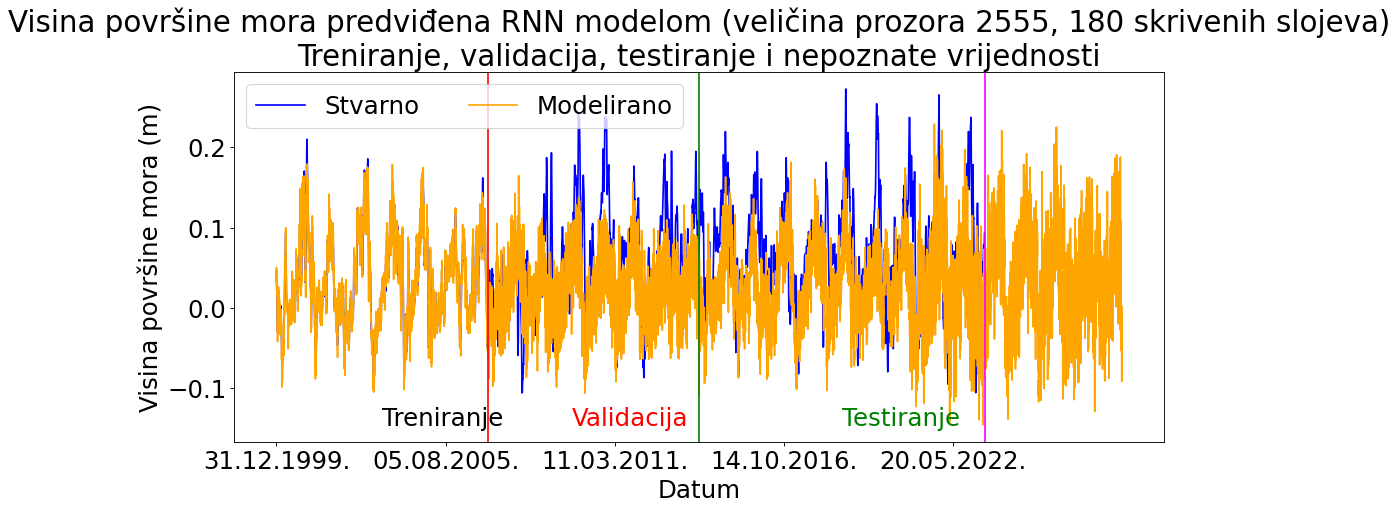 Visina površine mora predviđena RNN modelom (veličina prozora 2555, 180 skrivenih slojeva)
Treniranje, validacija, testiranje i nepoznate vrijednosti
Stvarno
Modelirano
Visina površine mora (m)
0.2
0.1
0.0
−0.1
Treniranje
Validacija
Testiranje
31.12.1999.
05.08.2005.
11.03.2011.
14.10.2016.
20.05.2022.
Datum